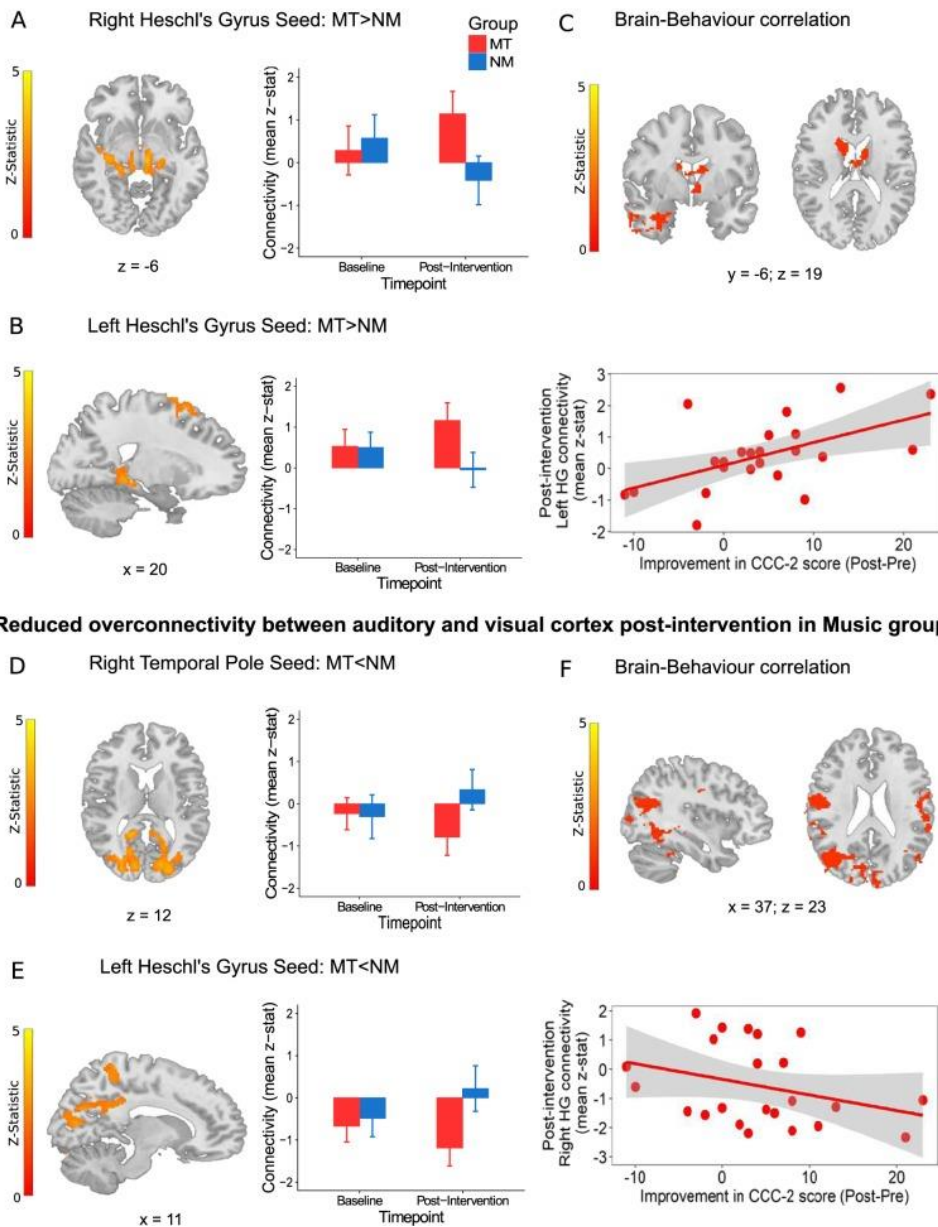 A
Right Heschl's Gyrus Seed: MT>NM
Group
MT
NM
5
Z-Statistic
0
z = -6
Connectivity (mean z-stat)
2
1
0
−1
−2
Baseline
Post-Intervention
Timepoint
C
Brain-Behaviour correlation
5
Z-Statistic
0
y = -6; z = 19
B
Left Heschl's Gyrus Seed: MT>NM
5
Z-Statistic
0
x = 20
Connectivity (mean z-stat)
2
1
0
−1
−2
Baseline
Post-Intervention
Timepoint
Post-intervention
Left HG connectivity
(mean z-stat)
3
2
1
0
-1
-2
-10
0
10
20
Improvement in CCC-2 score (Post-Pre)
Reduced overconnectivity between auditory and visual cortex post-intervention in Music group
D
Right Temporal Pole Seed: MT<NM
5
Z-Statistic
0
z = 12
Connectivity (mean z-stat)
2
1
0
−1
−2
Baseline
Post-Intervention
Timepoint
F
Brain-Behaviour correlation
5
Z-Statistic
0
x = 37; z = 23
E
Left Heschl's Gyrus Seed: MT<NM
5
Z-Statistic
0
x = 11
Connectivity (mean z-stat)
2
1
0
−1
−2
Baseline
Post-Intervention
Timepoint
Post-intervention
Right HG connectivity
(mean z-stat)
2
1
0
-1
-2
-3
-10
0
10
20
Improvement in CCC-2 score (Post-Pre)